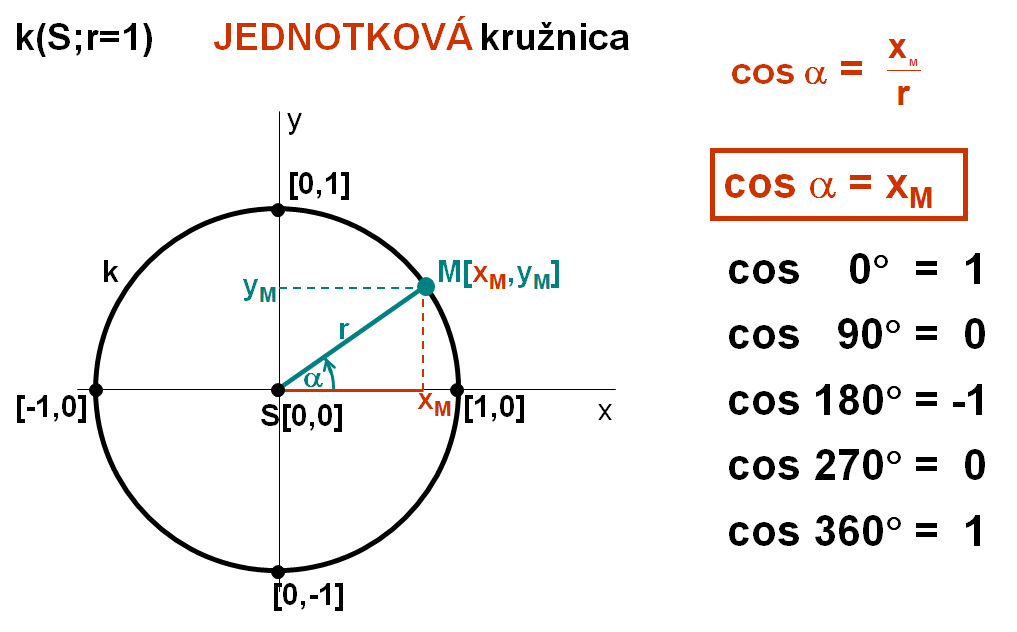 k(S;r=1) JEDNOTKOVÁ kružnica
cos α = x_M / r
cos α = x_M
y
[0,1]
k
M[x_M,y_M]
y_M
r
α
[-1,0]
S[0,0]
x_M
[1,0]
x
[0,-1]
cos 0° = 1
cos 90° = 0
cos 180° = -1
cos 270° = 0
cos 360° = 1